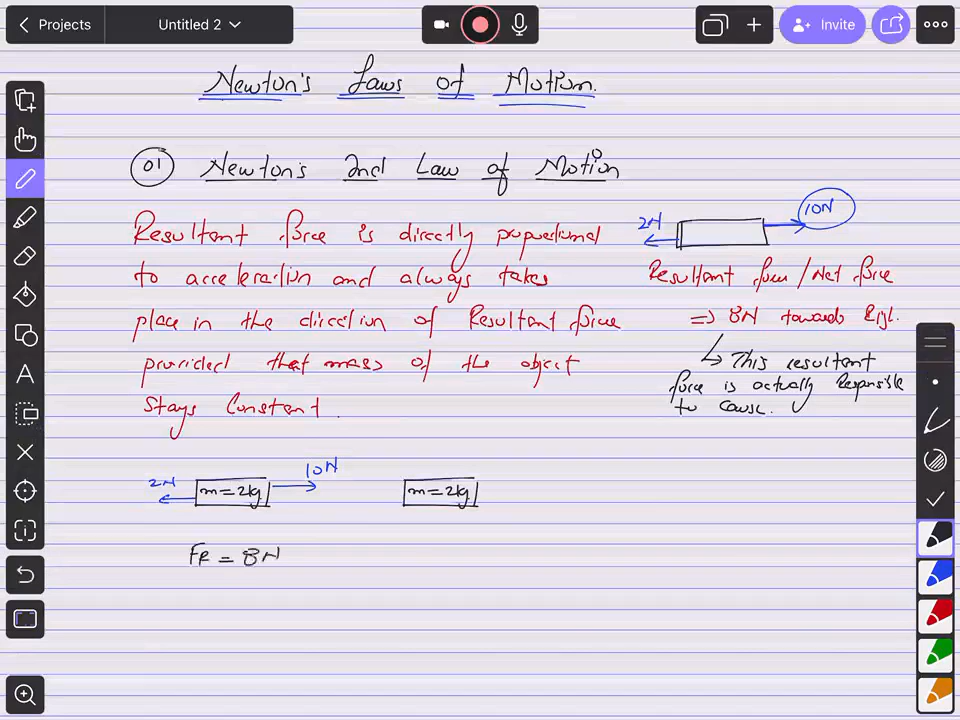 Projects
Untitled 2
Invite
Newton's Laws of Motion.
01 Newton's 2nd Law of Motion
Resultant force is directly propotional
to acceleration and always takes
place in the direction of Resultant force
provided that mass of the object
stays constant.
2N 10N
Resultant force / Net force
=> 8N towards Right.
This resultant
force is actually Responsible
to cause.
2N m=2kg 10N
m=2kg
FR = 8N